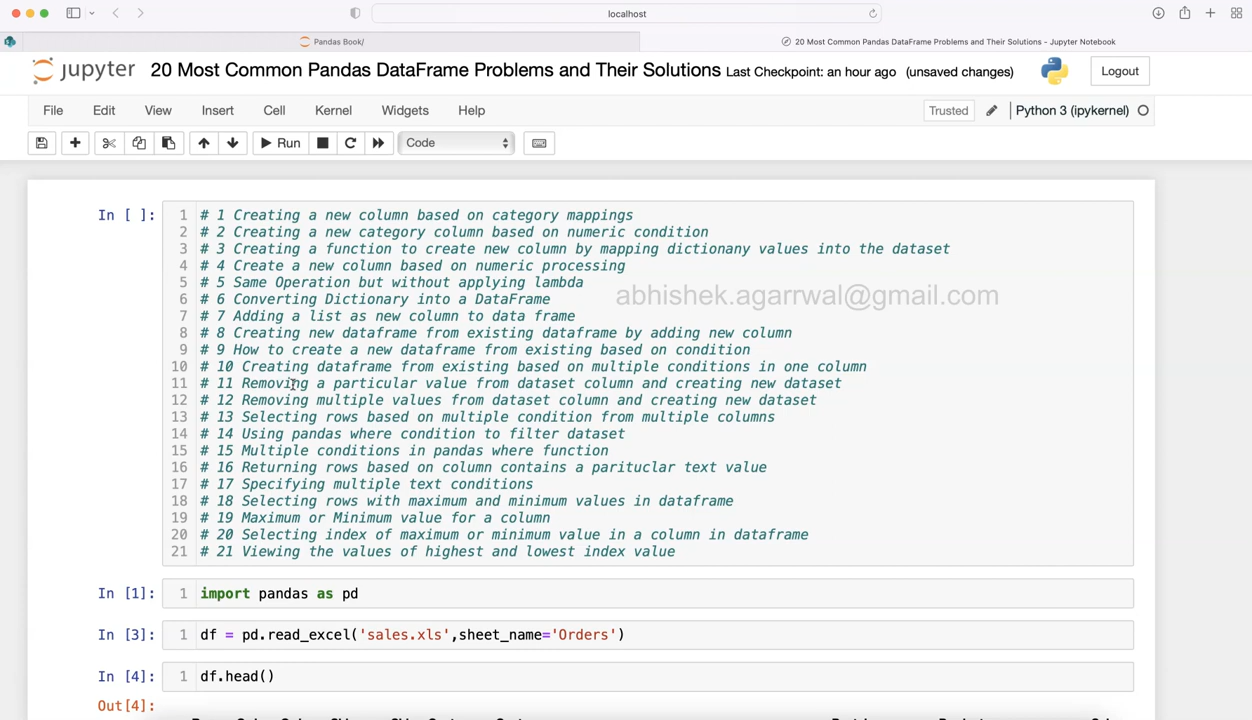 localhost
Pandas Book/
20 Most Common Pandas DataFrame Problems and Their Solutions - Jupyter Notebook
jupyter 20 Most Common Pandas DataFrame Problems and Their Solutions Last Checkpoint: an hour ago (unsaved changes) Logout
File Edit View Insert Cell Kernel Widgets Help Trusted Python 3 (ipykernel)
Run Code
In [ ]: 1 # 1 Creating a new column based on category mappings
2 # 2 Creating a new category column based on numeric condition
3 # 3 Creating a function to create new column by mapping dictionany values into the dataset
4 # 4 Create a new column based on numeric processing
5 # 5 Same Operation but without applying lambda
abhishek.agarrwal@gmail.com
6 # 6 Converting Dictionary into a DataFrame
7 # 7 Adding a list as new column to data frame
8 # 8 Creating new dataframe from existing dataframe by adding new column
9 # 9 How to create a new dataframe from existing based on condition
10 # 10 Creating dataframe from existing based on multiple conditions in one column
11 # 11 Removing a particular value from dataset column and creating new dataset
12 # 12 Removing multiple values from dataset column and creating new dataset
13 # 13 Selecting rows based on multiple condition from multiple columns
14 # 14 Using pandas where condition to filter dataset
15 # 15 Multiple conditions in pandas where function
16 # 16 Returning rows based on column contains a parituclar text value
17 # 17 Specifying multiple text conditions
18 # 18 Selecting rows with maximum and minimum values in dataframe
19 # 19 Maximum or Minimum value for a column
20 # 20 Selecting index of maximum or minimum value in a column in dataframe
21 # 21 Viewing the values of highest and lowest index value
In [1]: 1 import pandas as pd
In [3]: 1 df = pd.read_excel('sales.xls',sheet_name='Orders')
In [4]: 1 df.head()
Out[4]: